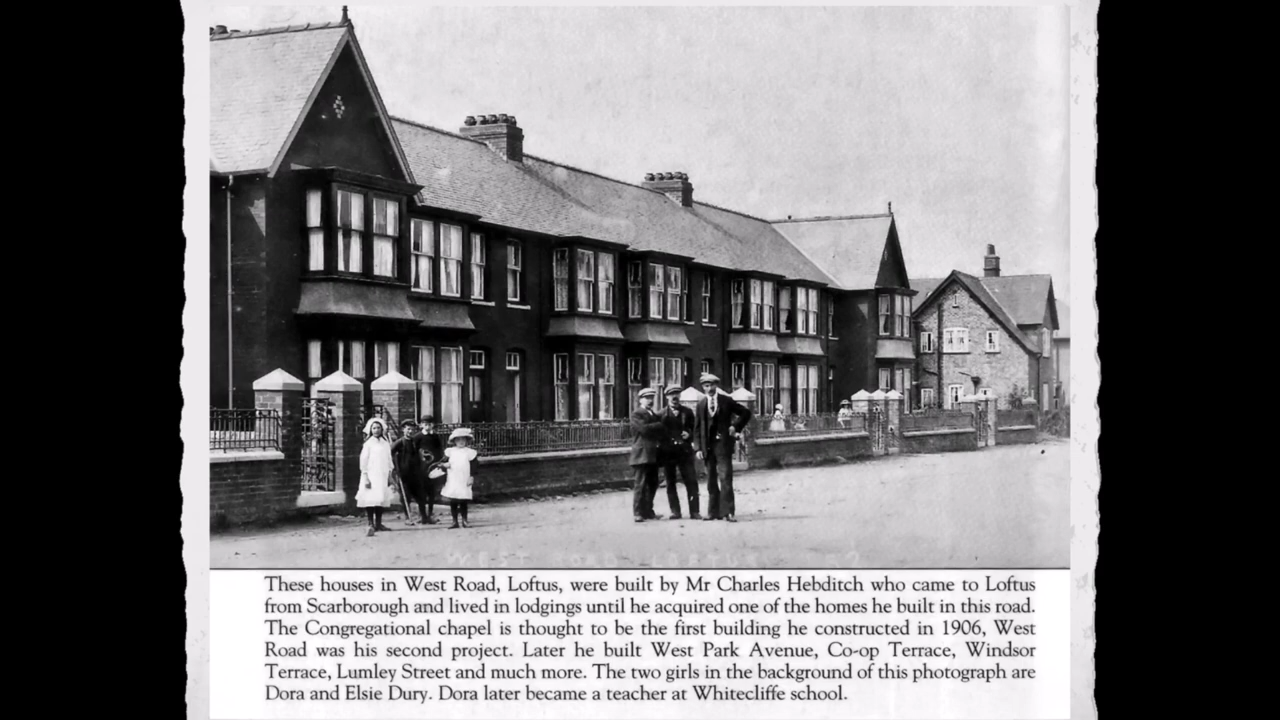 These houses in West Road, Loftus, were built by Mr Charles Hebditch who came to Loftus
from Scarborough and lived in lodgings until he acquired one of the homes he built in this road.
The Congregational chapel is thought to be the first building he constructed in 1906, West
Road was his second project. Later he built West Park Avenue, Co-op Terrace, Windsor
Terrace, Lumley Street and much more. The two girls in the background of this photograph are
Dora and Elsie Dury. Dora later became a teacher at Whitecliffe school.